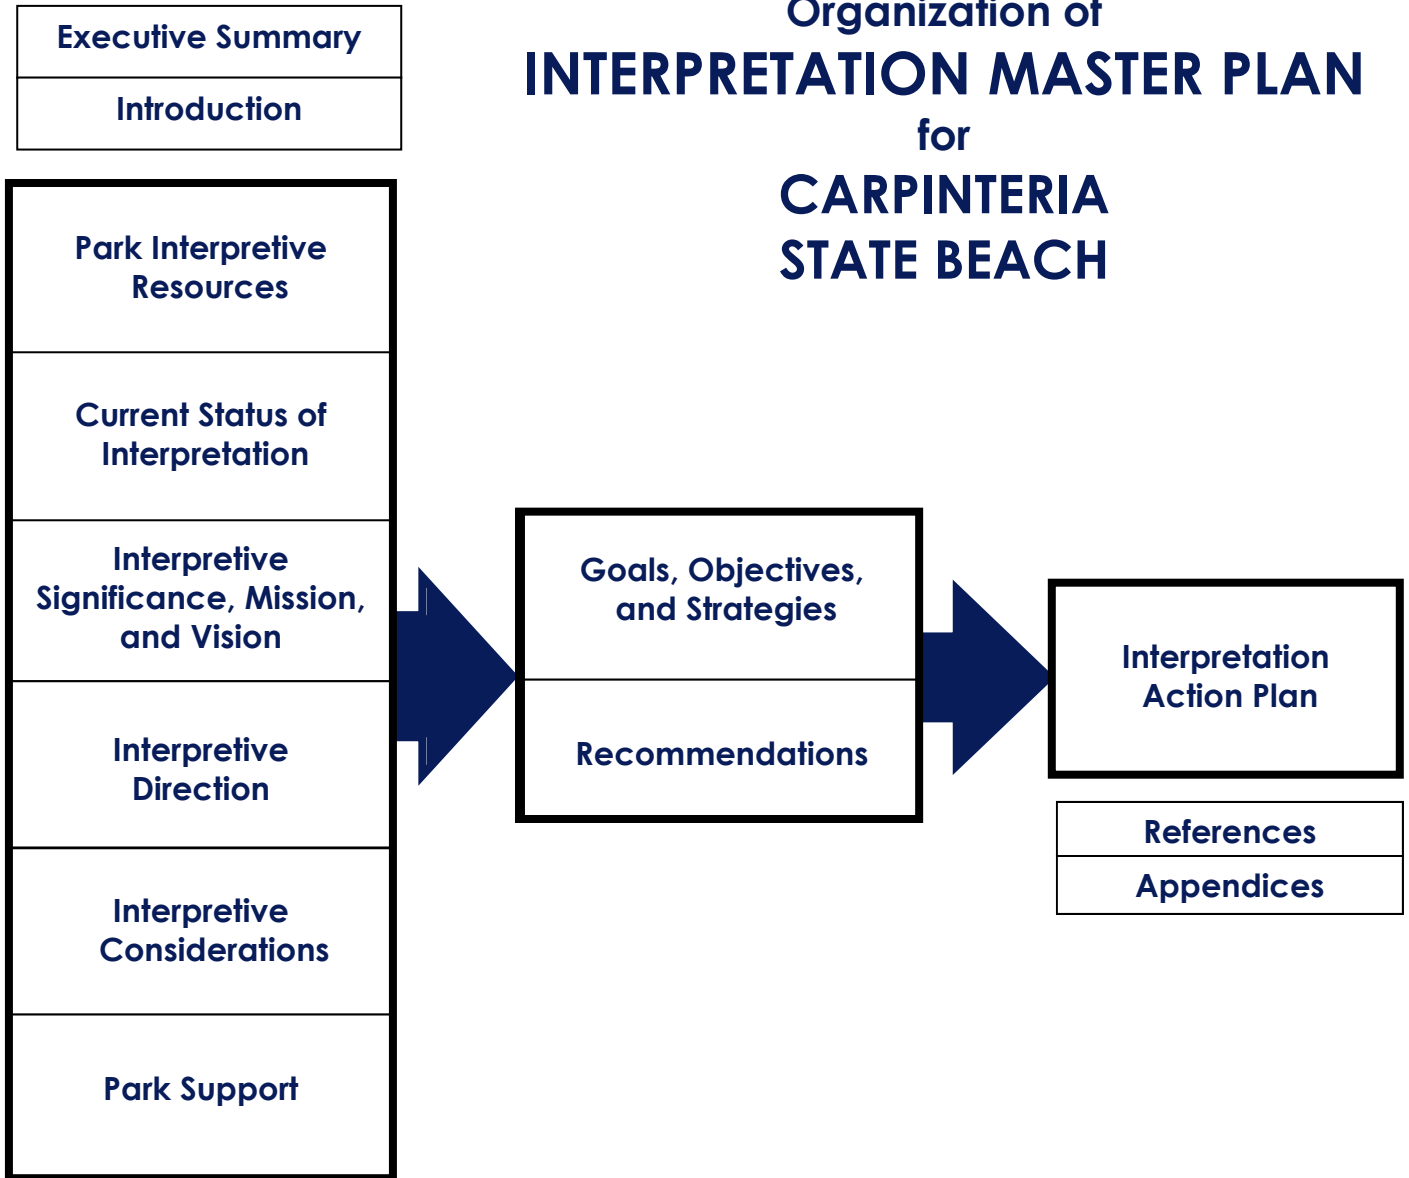 Organization of
INTERPRETATION MASTER PLAN
for
CARPINTERIA
STATE BEACH
Executive Summary
Introduction
Park Interpretive
Resources
Current Status of
Interpretation
Interpretive
Significance, Mission,
and Vision
Interpretive
Direction
Interpretive
Considerations
Park Support
Goals, Objectives,
and Strategies
Recommendations
Interpretation
Action Plan
References
Appendices